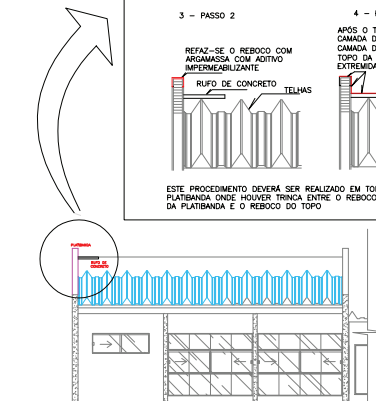 3 - PASSO 2
REFAZ-SE O REBOCO COM
ARGAMASSA COM ADITIVO
IMPERMEABILIZANTE
RUFO DE CONCRETO
TELHAS
4 -
APÓS O T
CAMADA D
CAMADA D
TOPO DA
EXTREMIDA
ESTE PROCEDIMENTO DEVERÁ SER REALIZADO EM TO
PLATIBANDA ONDE HOUVER TRINCA ENTRE O REBOCO
DA PLATIBANDA E O REBOCO DO TOPO
PLATIBANDA
RUFO DE
CONCRETO